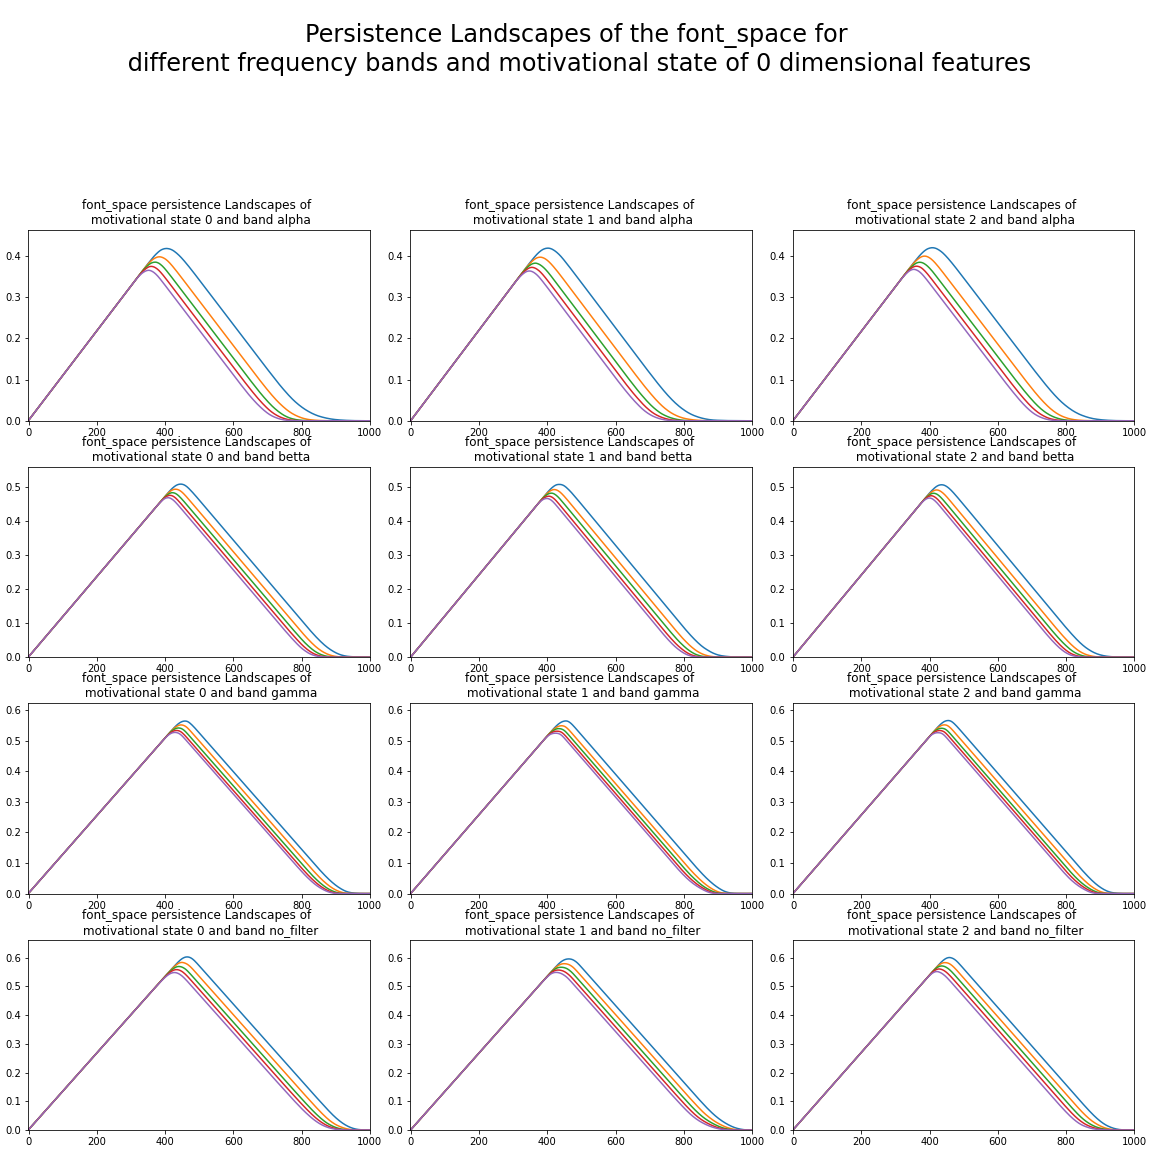 Persistence Landscapes of the font_space for
different frequency bands and motivational state of 0 dimensional features
font_space persistence Landscapes of
motivational state 0 and band alpha
0.4
0.3
0.2
0.1
0.0
0 200 400 600 800 1000
font_space persistence Landscapes of
motivational state 1 and band alpha
0.4
0.3
0.2
0.1
0.0
0 200 400 600 800 1000
font_space persistence Landscapes of
motivational state 2 and band alpha
0.4
0.3
0.2
0.1
0.0
0 200 400 600 800 1000
font_space persistence Landscapes of
motivational state 0 and band betta
0.5
0.4
0.3
0.2
0.1
0.0
0 200 400 600 800 1000
font_space persistence Landscapes of
motivational state 1 and band betta
0.5
0.4
0.3
0.2
0.1
0.0
0 200 400 600 800 1000
font_space persistence Landscapes of
motivational state 2 and band betta
0.5
0.4
0.3
0.2
0.1
0.0
0 200 400 600 800 1000
font_space persistence Landscapes of
motivational state 0 and band gamma
0.6
0.5
0.4
0.3
0.2
0.1
0.0
0 200 400 600 800 1000
font_space persistence Landscapes of
motivational state 1 and band gamma
0.6
0.5
0.4
0.3
0.2
0.1
0.0
0 200 400 600 800 1000
font_space persistence Landscapes of
motivational state 2 and band gamma
0.6
0.5
0.4
0.3
0.2
0.1
0.0
0 200 400 600 800 1000
font_space persistence Landscapes of
motivational state 0 and band no_filter
0.6
0.5
0.4
0.3
0.2
0.1
0.0
0 200 400 600 800 1000
font_space persistence Landscapes of
motivational state 1 and band no_filter
0.6
0.5
0.4
0.3
0.2
0.1
0.0
0 200 400 600 800 1000
font_space persistence Landscapes of
motivational state 2 and band no_filter
0.6
0.5
0.4
0.3
0.2
0.1
0.0
0 200 400 600 800 1000